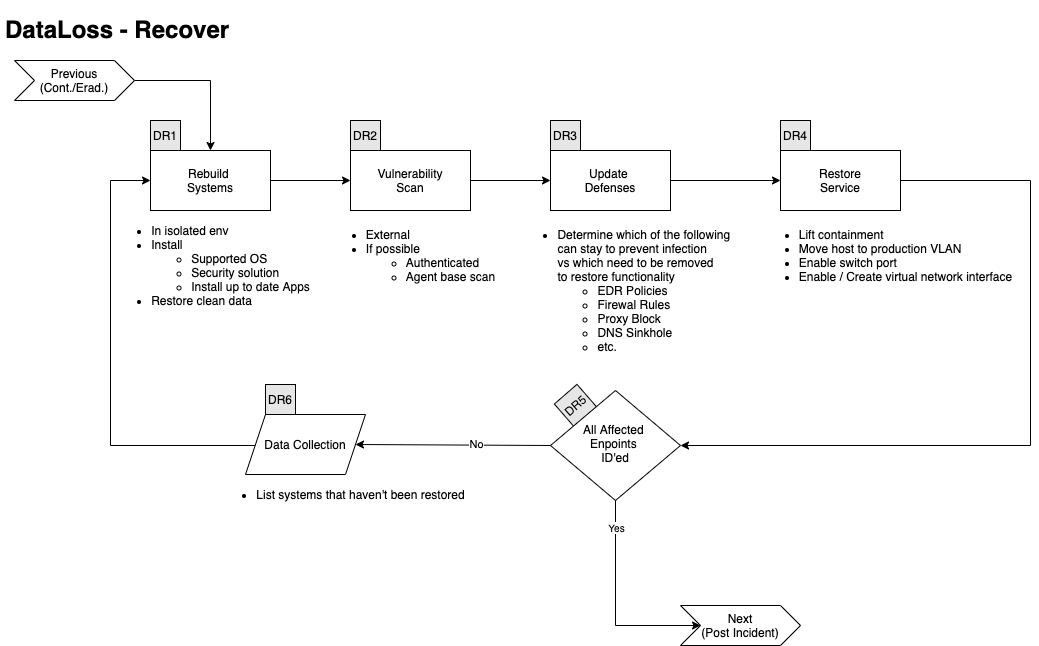 DataLoss - Recover
Previous
(Cont./Erad.)
DR1
Rebuild
Systems
In isolated env
Install
Supported OS
Security solution
Install up to date Apps
Restore clean data
DR2
Vulnerability
Scan
External
If possible
Authenticated
Agent base scan
DR3
Update
Defenses
Determine which of the following
can stay to prevent infection
vs which need to be removed
to restore functionality
EDR Policies
Firewal Rules
Proxy Block
DNS Sinkhole
etc.
DR4
Restore
Service
Lift containment
Move host to production VLAN
Enable switch port
Enable / Create virtual network interface
DR5
All Affected
Enpoints
ID'ed
No
DR6
Data Collection
List systems that haven't been restored
Yes
Next
(Post Incident)